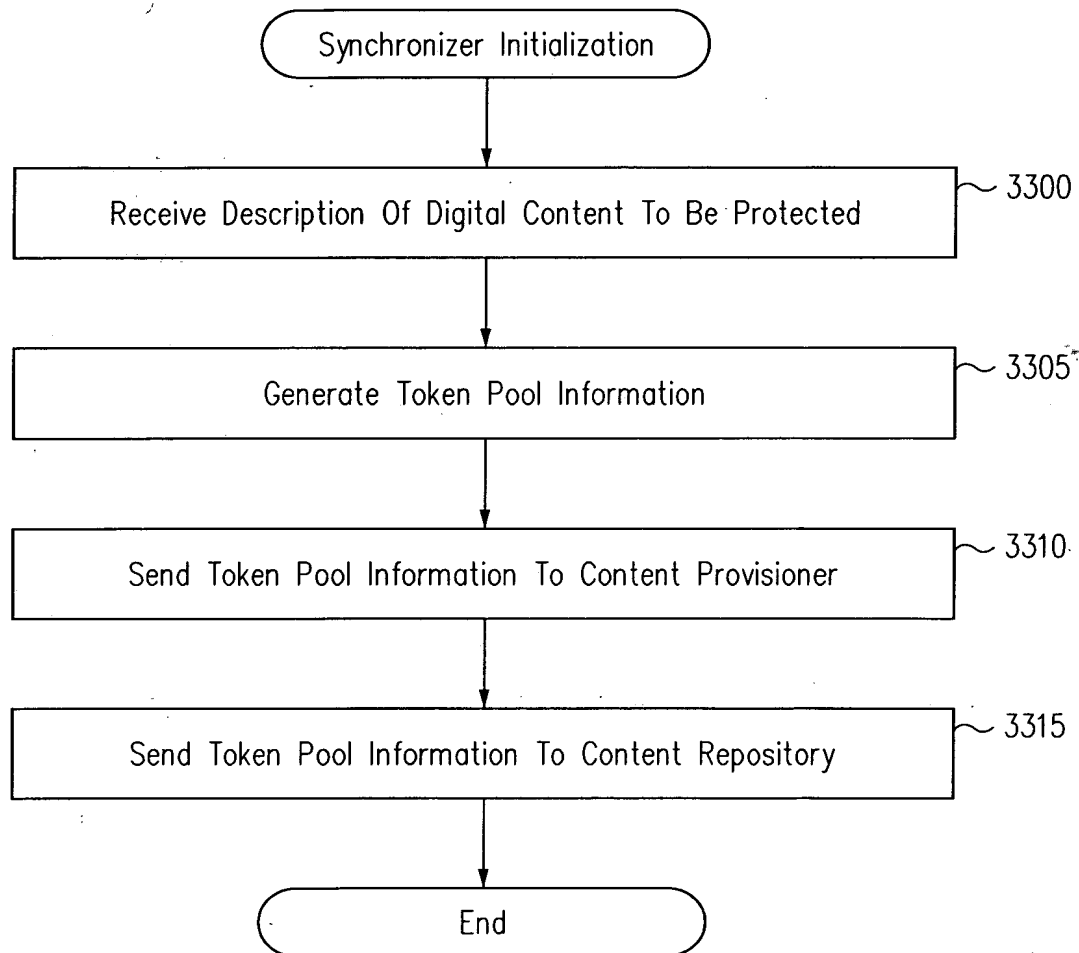 Synchronizer Initialization
Receive Description Of Digital Content To Be Protected
3300
Generate Token Pool Information
3305
Send Token Pool Information To Content Provisioner
3310
Send Token Pool Information To Content Repository
3315
End